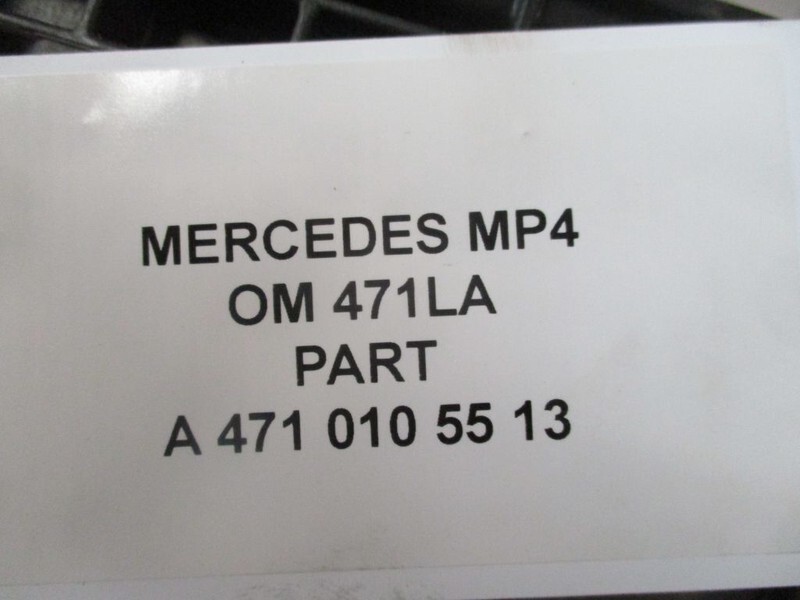 MERCEDES MP4
OM 471LA
PART
A 471 010 55 13